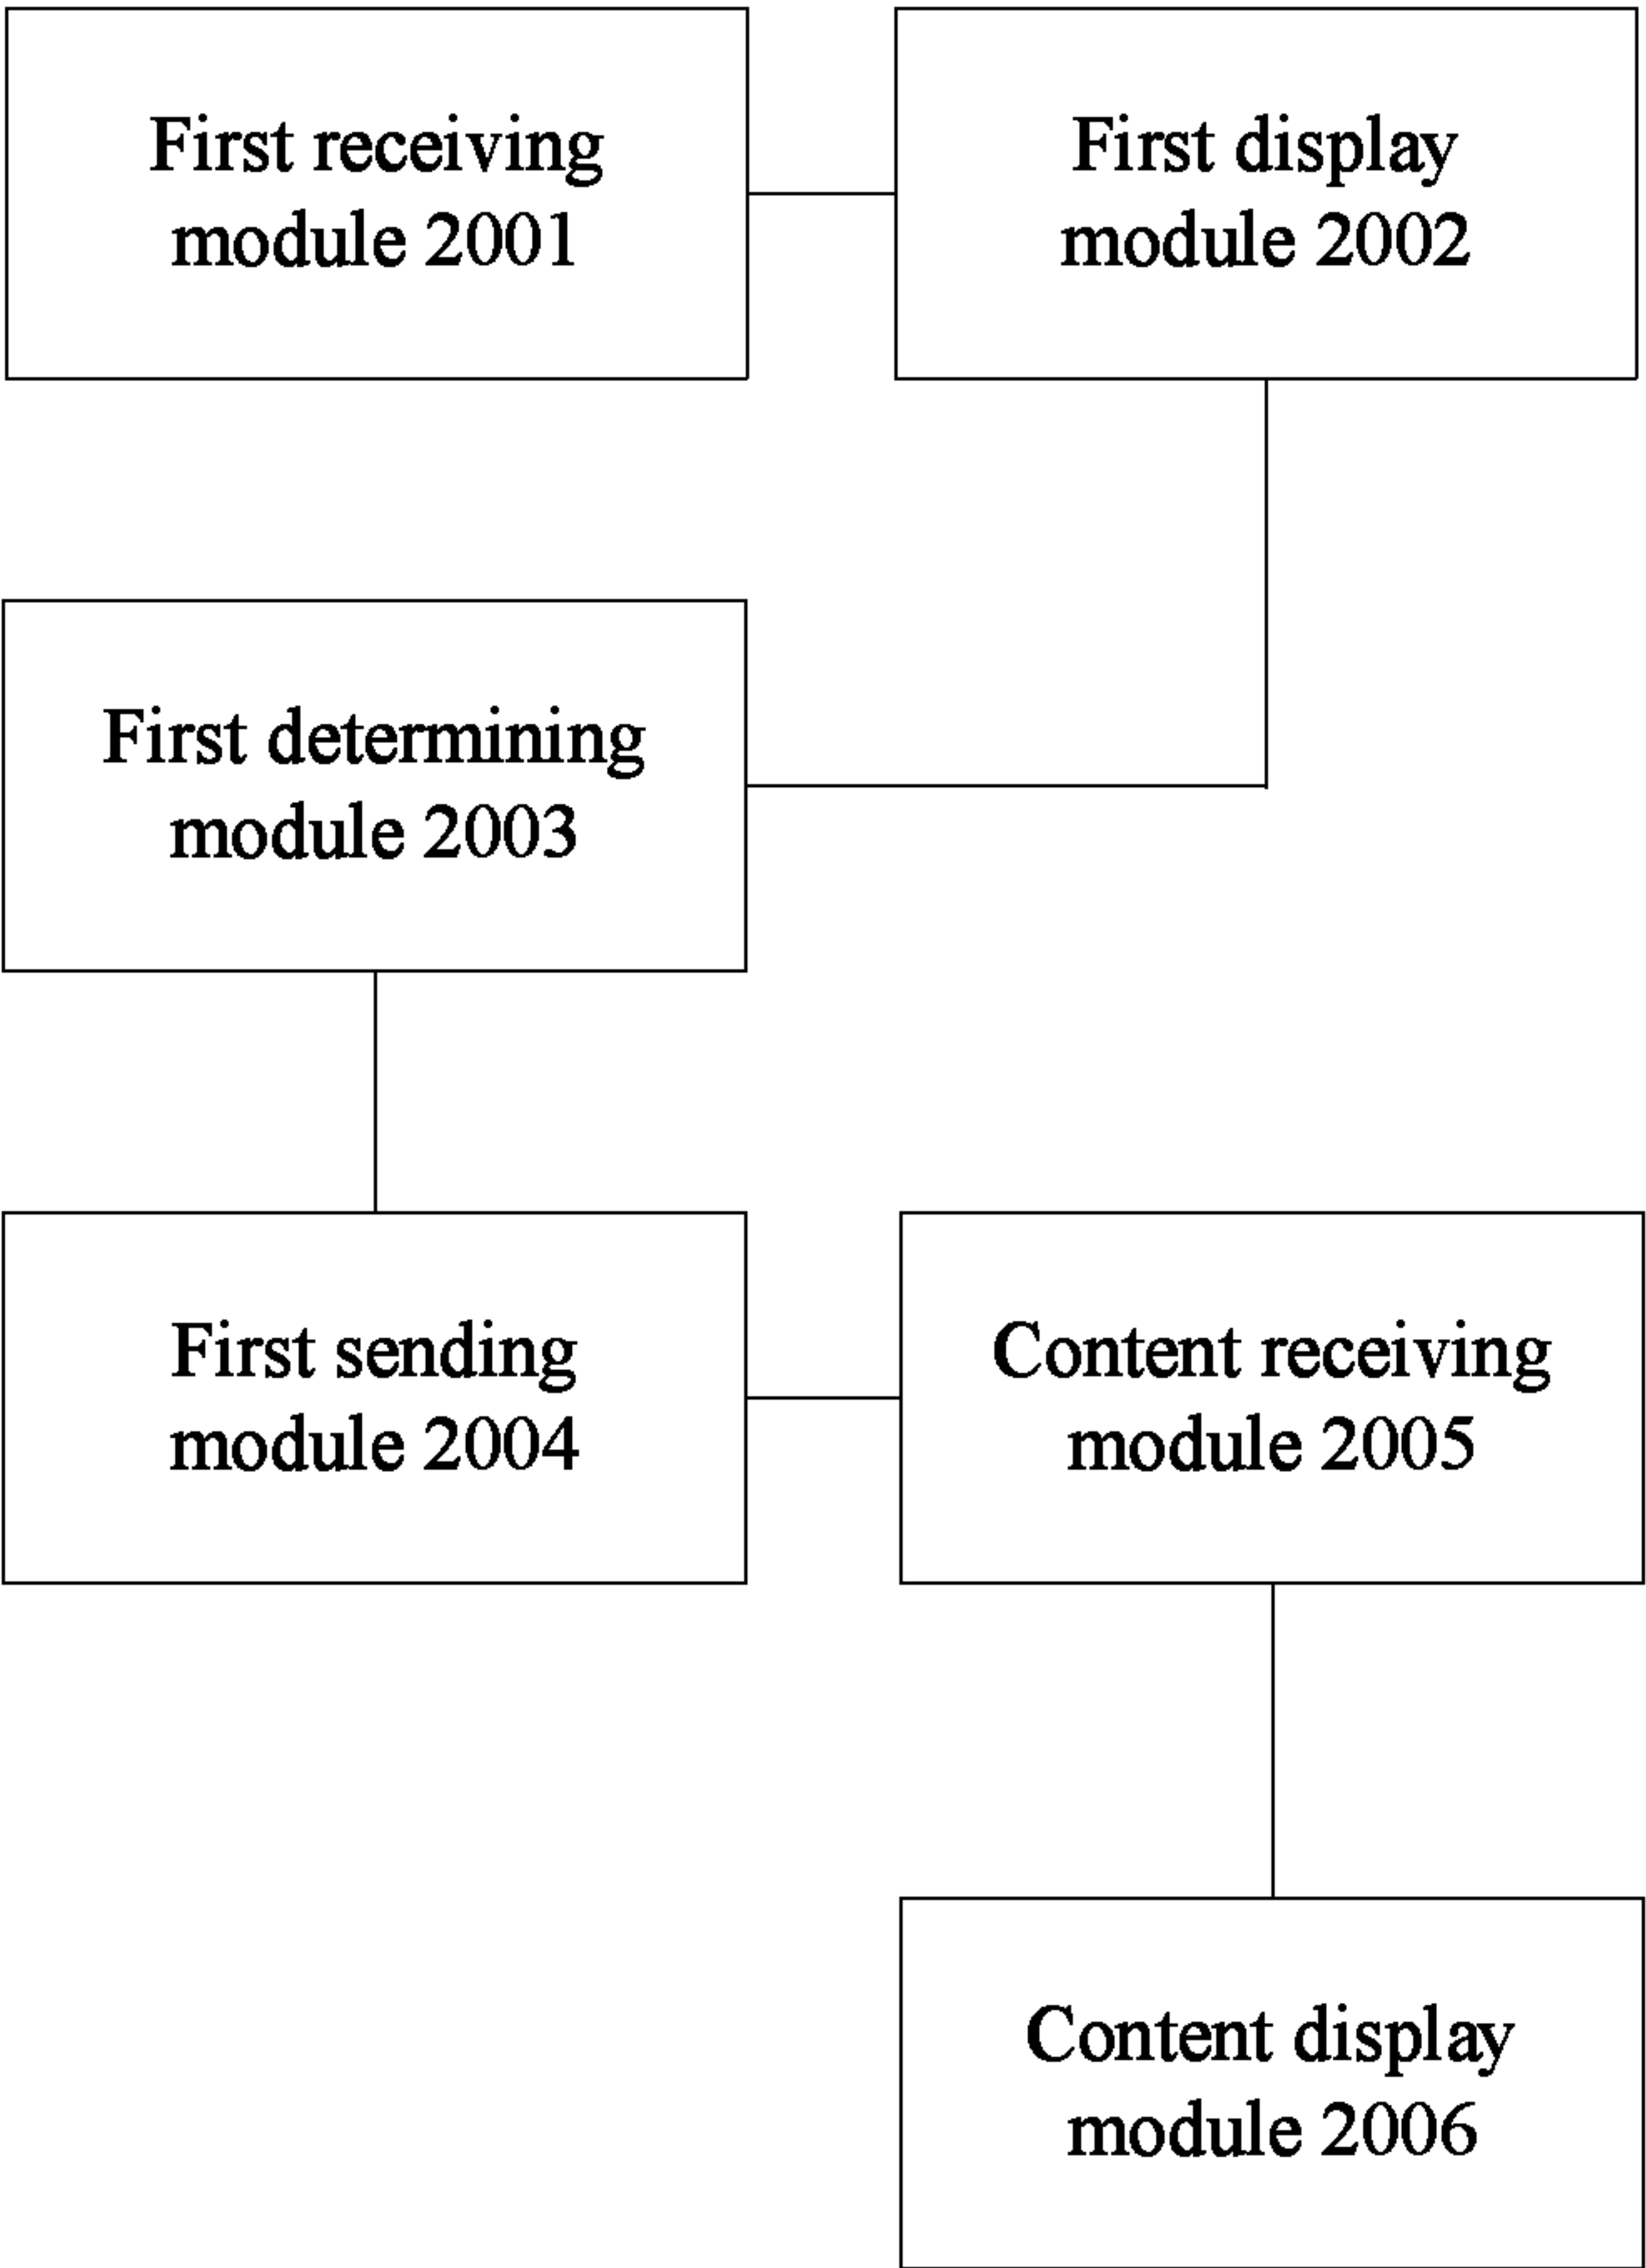 First receiving
module 2001
First display
module 2002
First determining
module 2003
First sending
module 2004
Content receiving
module 2005
Content display
module 2006